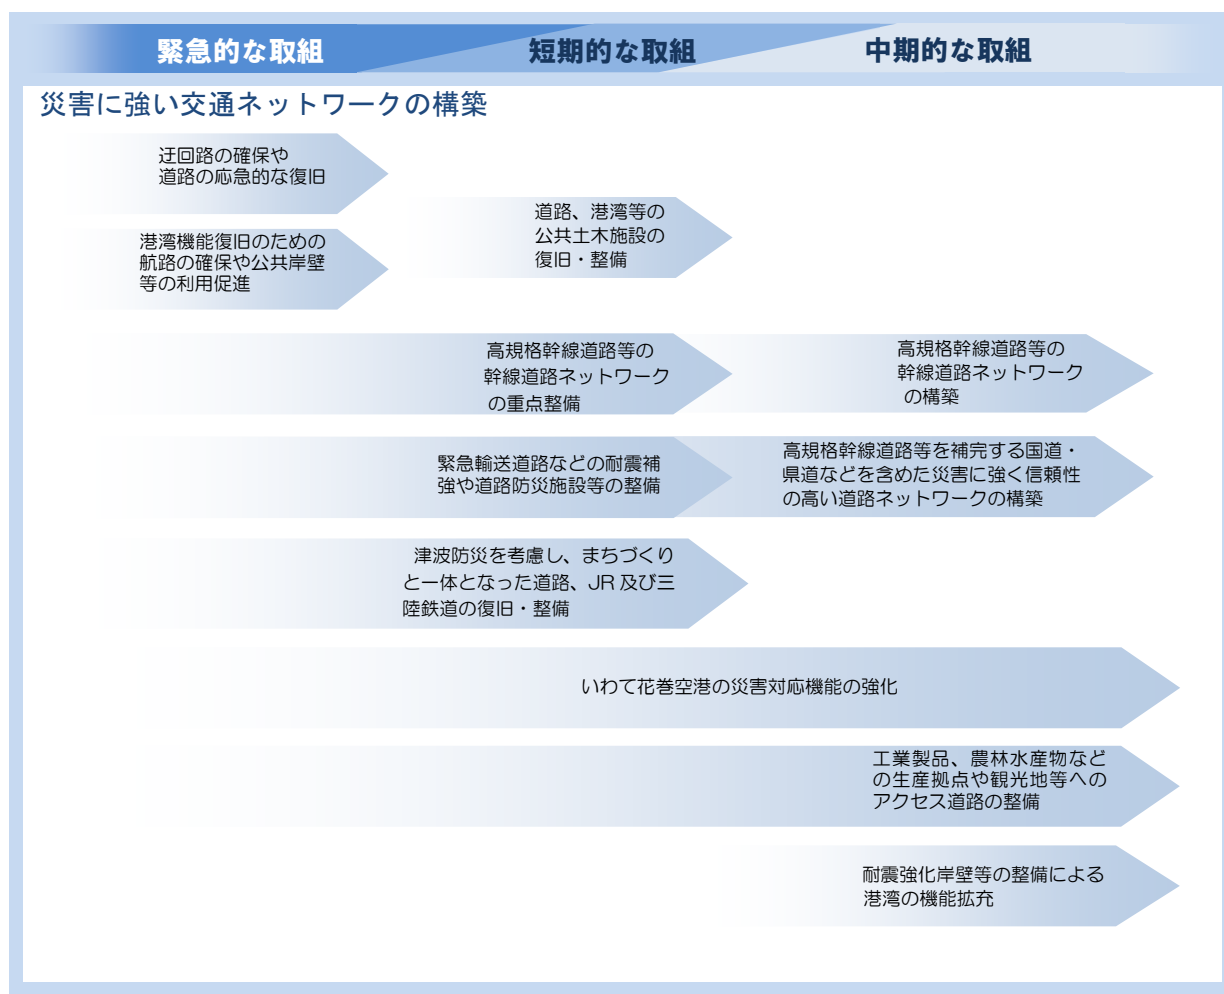 緊急的な取組
短期的な取組
中期的な取組
災害に強い交通ネットワークの構築
迂回路の確保や
道路の応急的な復旧
港湾機能復旧のための
航路の確保や公共岸壁
等の利用促進
道路、港湾等の
公共土木施設の
復旧・整備
高規格幹線道路等の
幹線道路ネットワーク
の重点整備
高規格幹線道路等の
幹線道路ネットワーク
の構築
緊急輸送道路などの耐震補
強や道路防災施設等の整備
高規格幹線道路等を補完する国道・
県道などを含めた災害に強く信頼性
の高い道路ネットワークの構築
津波防災を考慮し、まちづくり
と一体となった道路、JR 及び三
陸鉄道の復旧・整備
いわて花巻空港の災害対応機能の強化
工業製品、農林水産物など
の生産拠点や観光地等への
アクセス道路の整備
耐震強化岸壁等の整備による
港湾の機能拡充